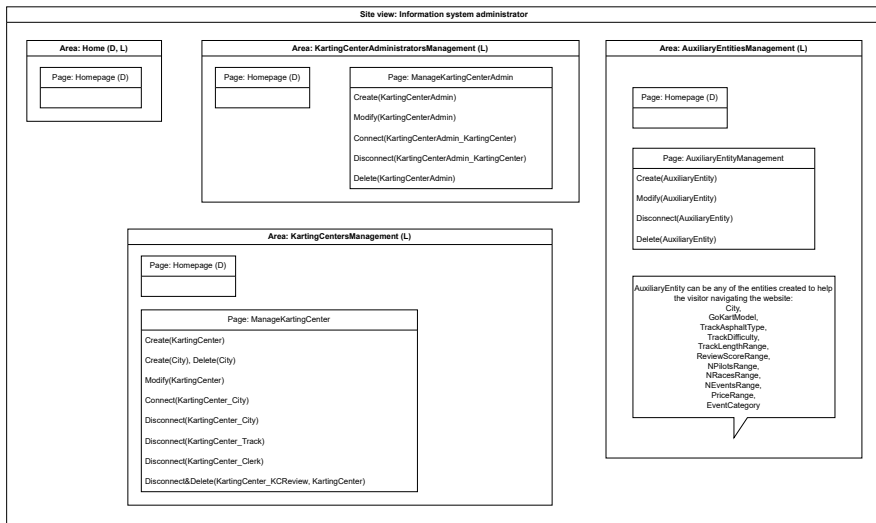 Site view: Information system administrator
Area: Home (D, L)
Page: Homepage (D)
Area: KartingCenterAdministratorsManagement (L)
Page: Homepage (D)
Page: ManageKartingCenterAdmin
Create(KartingCenterAdmin)
Modify(KartingCenterAdmin)
Connect(KartingCenterAdmin_KartingCenter)
Disconnect(KartingCenterAdmin_KartingCenter)
Delete(KartingCenterAdmin)
Area: AuxiliaryEntitiesManagement (L)
Page: Homepage (D)
Page: AuxiliaryEntityManagement
Create(AuxiliaryEntity)
Modify(AuxiliaryEntity)
Disconnect(AuxiliaryEntity)
Delete(AuxiliaryEntity)
AuxiliaryEntity can be any of the entities created to help
the visitor navigating the website:
City,
GoKartModel,
TrackAsphaltType,
TrackDifficulty,
TrackLengthRange,
ReviewScoreRange,
NPilotsRange,
NRacesRange,
NEventsRange,
PriceRange,
EventCategory
Area: KartingCentersManagement (L)
Page: Homepage (D)
Page: ManageKartingCenter
Create(KartingCenter)
Create(City), Delete(City)
Modify(KartingCenter)
Connect(KartingCenter_City)
Disconnect(KartingCenter_City)
Disconnect(KartingCenter_Track)
Disconnect(KartingCenter_Clerk)
Disconnect&Delete(KartingCenter_KCReview, KartingCenter)